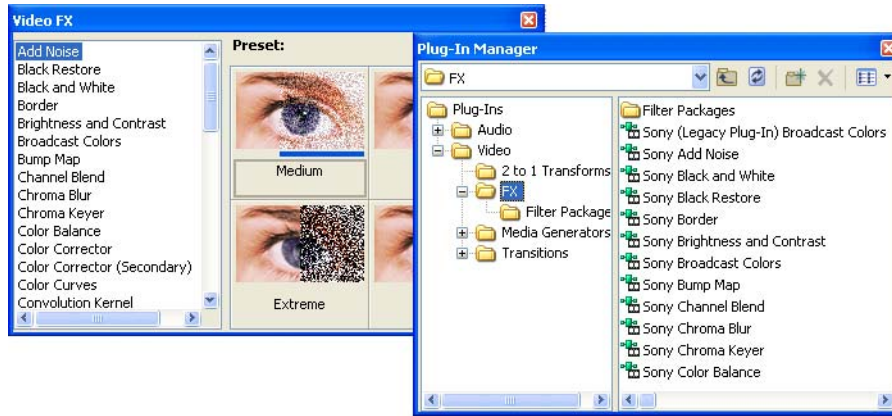 Video FX
Add Noise
Black Restore
Black and White
Border
Brightness and Contrast
Broadcast Colors
Bump Map
Channel Blend
Chroma Blur
Chroma Keyer
Color Balance
Color Corrector
Color Corrector (Secondary)
Color Curves
Convolution Kernel
Preset:
Medium
Extreme
Plug-In Manager
FX
Plug-Ins
Audio
Video
2 to 1 Transforms
FX
Filter Package
Media Generators
Transitions
Filter Packages
Sony (Legacy Plug-In) Broadcast Colors
Sony Add Noise
Sony Black and White
Sony Black Restore
Sony Border
Sony Brightness and Contrast
Sony Broadcast Colors
Sony Bump Map
Sony Channel Blend
Sony Chroma Blur
Sony Chroma Keyer
Sony Color Balance